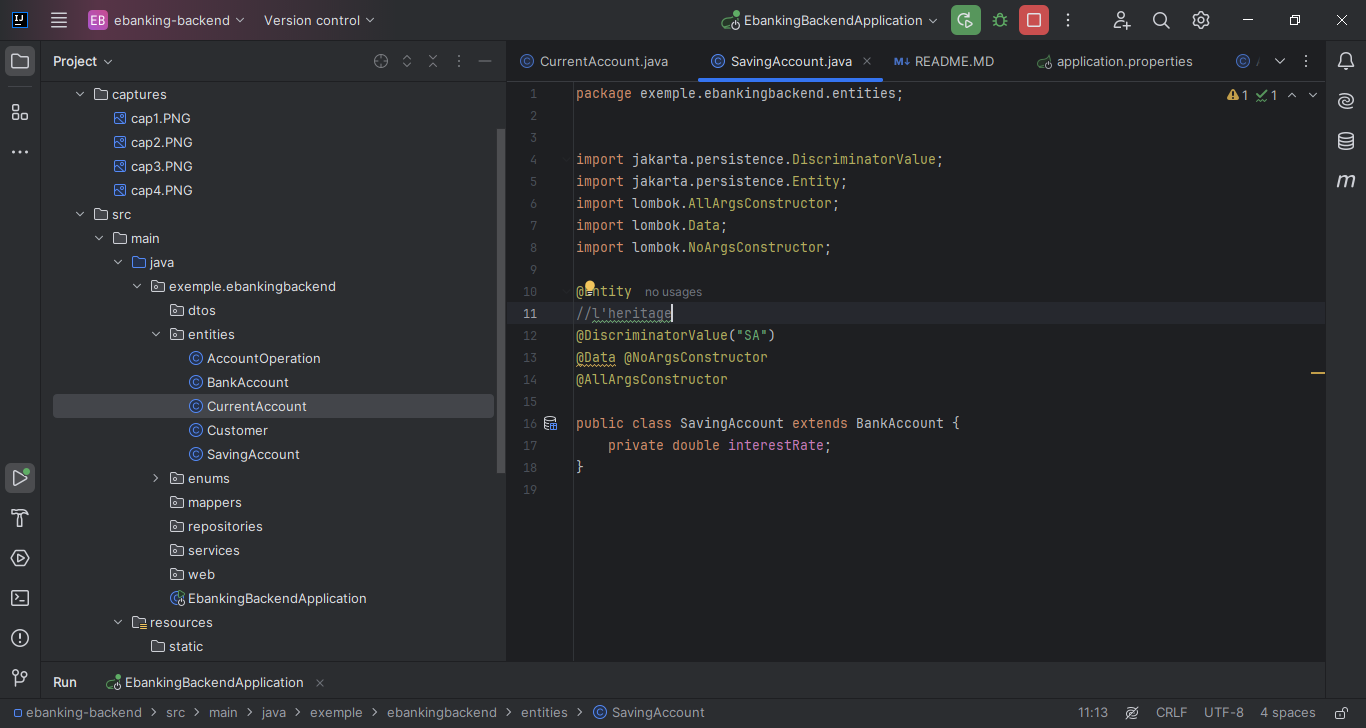 EB ebanking-backend Version control EbankingBackendApplication
Project
CurrentAccount.java SavingAccount.java M↓ README.MD application.properties
captures
cap1.PNG
cap2.PNG
cap3.PNG
cap4.PNG
src
main
java
exemple.ebankingbackend
dtos
entities
AccountOperation
BankAccount
CurrentAccount
Customer
SavingAccount
enums
mappers
repositories
services
web
EbankingBackendApplication
resources
static
1 package exemple.ebankingbackend.entities; 1 1
2
3
4 import jakarta.persistence.DiscriminatorValue;
5 import jakarta.persistence.Entity;
6 import lombok.AllArgsConstructor;
7 import lombok.Data;
8 import lombok.NoArgsConstructor;
9
10 @Entity no usages
11 //l'heritage
12 @DiscriminatorValue("SA")
13 @Data @NoArgsConstructor
14 @AllArgsConstructor
15
16 public class SavingAccount extends BankAccount {
17 private double interestRate;
18 }
19
Run EbankingBackendApplication
ebanking-backend > src > main > java > exemple > ebankingbackend > entities > SavingAccount 11:13 CRLF UTF-8 4 spaces